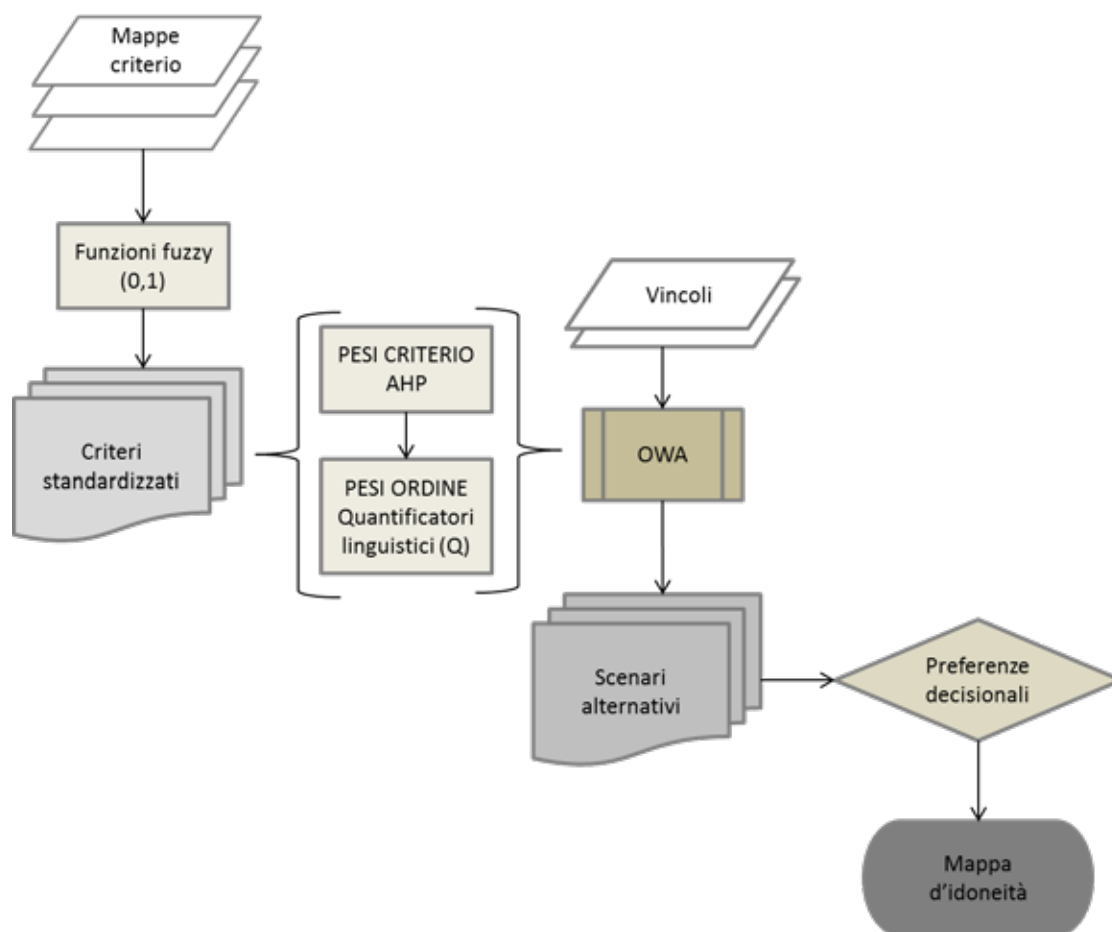 Mappe
criterio
Funzioni fuzzy
(0,1)
Criteri
standardizzati
PESI CRITERIO
AHP
PESI ORDINE
Quantificatori
linguistici (Q)
Vincoli
OWA
Scenari
alternativi
Preferenze
decisionali
Mappa
d'idoneità